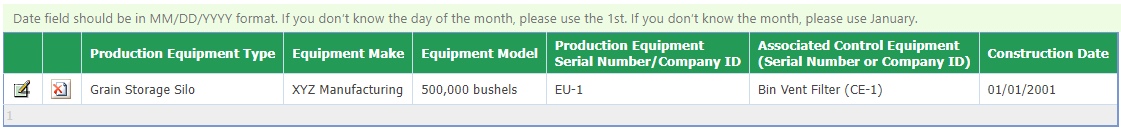 Date field should be in MM/DD/YYYY format. If you don't know the day of the month, please use the 1st. If you don't know the month, please use January.
Production Equipment Type Equipment Make Equipment Model Production Equipment Serial Number/Company ID Associated Control Equipment (Serial Number or Company ID) Construction Date
Grain Storage Silo XYZ Manufacturing 500,000 bushels EU-1 Bin Vent Filter (CE-1) 01/01/2001
1